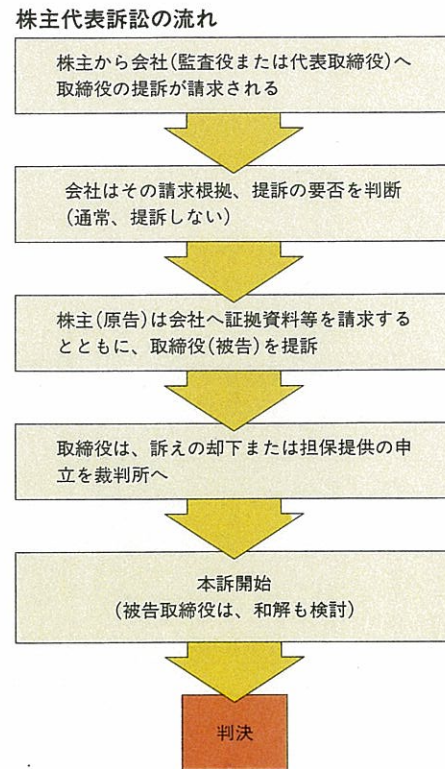 株主代表訴訟の流れ
株主から会社(監査役または代表取締役)へ
取締役の提訴が請求される
会社はその請求根拠、提訴の要否を判断
(通常、提訴しない)
株主(原告)は会社へ証拠資料等を請求する
とともに、取締役(被告)を提訴
取締役は、訴えの却下または担保提供の申
立を裁判所へ
本訴開始
(被告取締役は、和解も検討)
判決